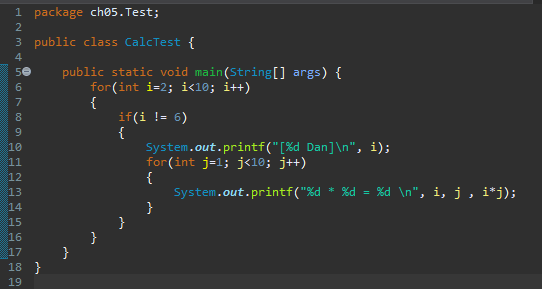 1 package ch05.Test;
2
3 public class CalcTest {
4
5 public static void main(String[] args) {
6 for(int i=2; i<10; i++)
7 {
8 if(i != 6)
9 {
10 System.out.printf("[%d Dan]\n", i);
11 for(int j=1; j<10; j++)
12 {
13 System.out.printf("%d * %d = %d \n", i, j , i*j);
14 }
15 }
16 }
17 }
18 }
19